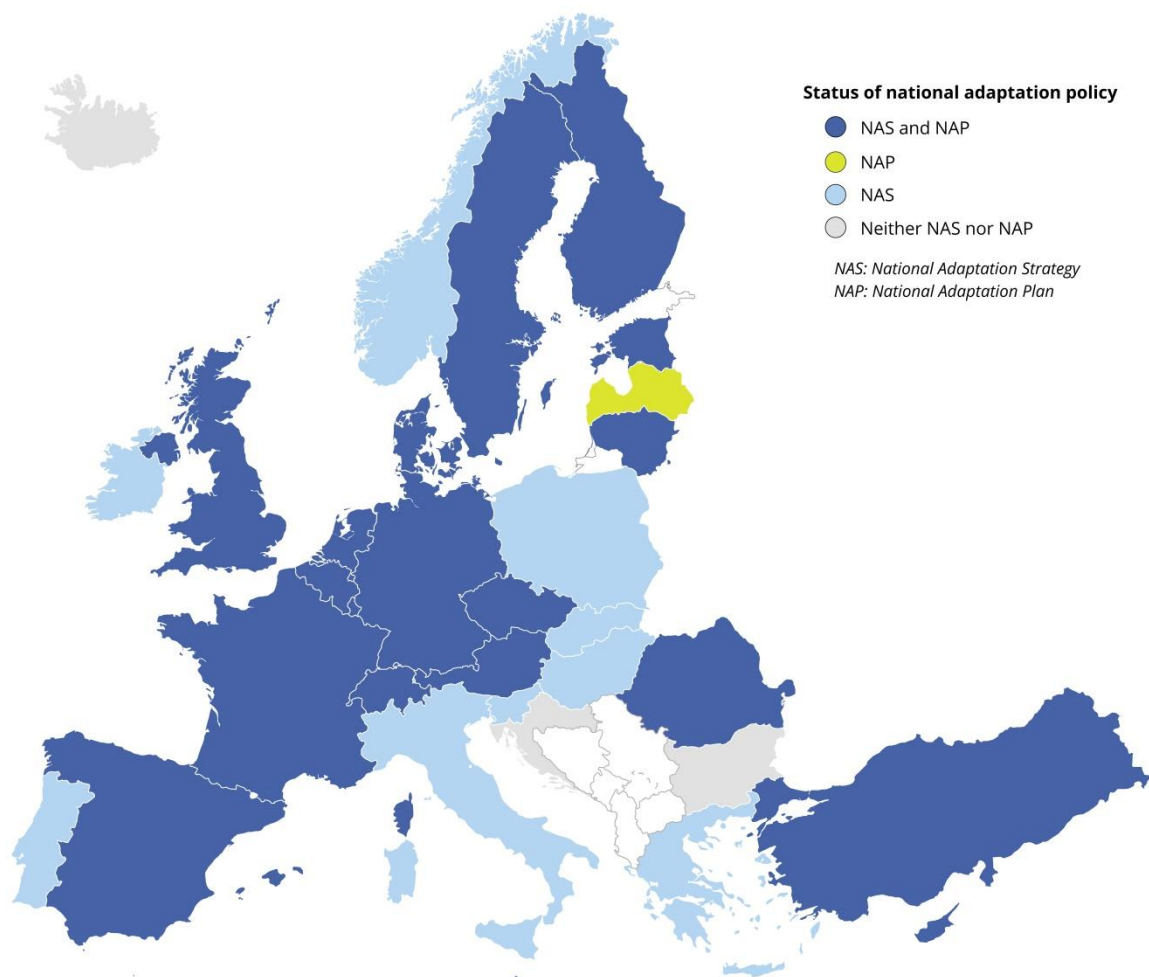 Status of national adaptation policy
NAS and NAP
NAP
NAS
Neither NAS nor NAP
NAS: National Adaptation Strategy
NAP: National Adaptation Plan